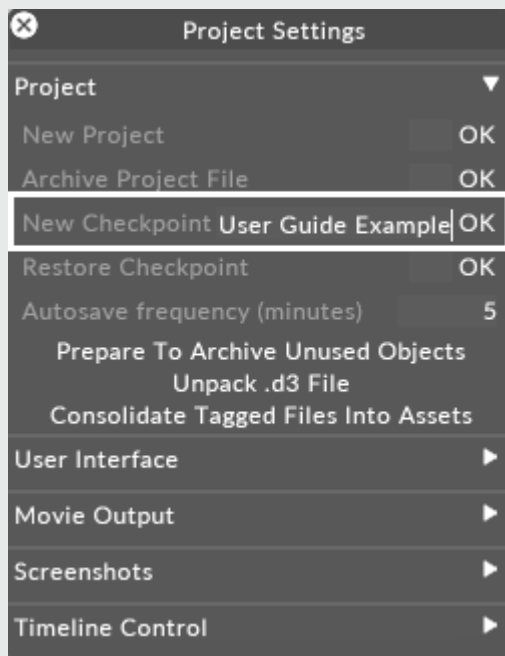 Project Settings
Project
New Project OK
Archive Project File OK
New Checkpoint User Guide Example OK
Restore Checkpoint OK
Autosave frequency (minutes) 5
Prepare To Archive Unused Objects
Unpack .d3 File
Consolidate Tagged Files Into Assets
User Interface
Movie Output
Screenshots
Timeline Control